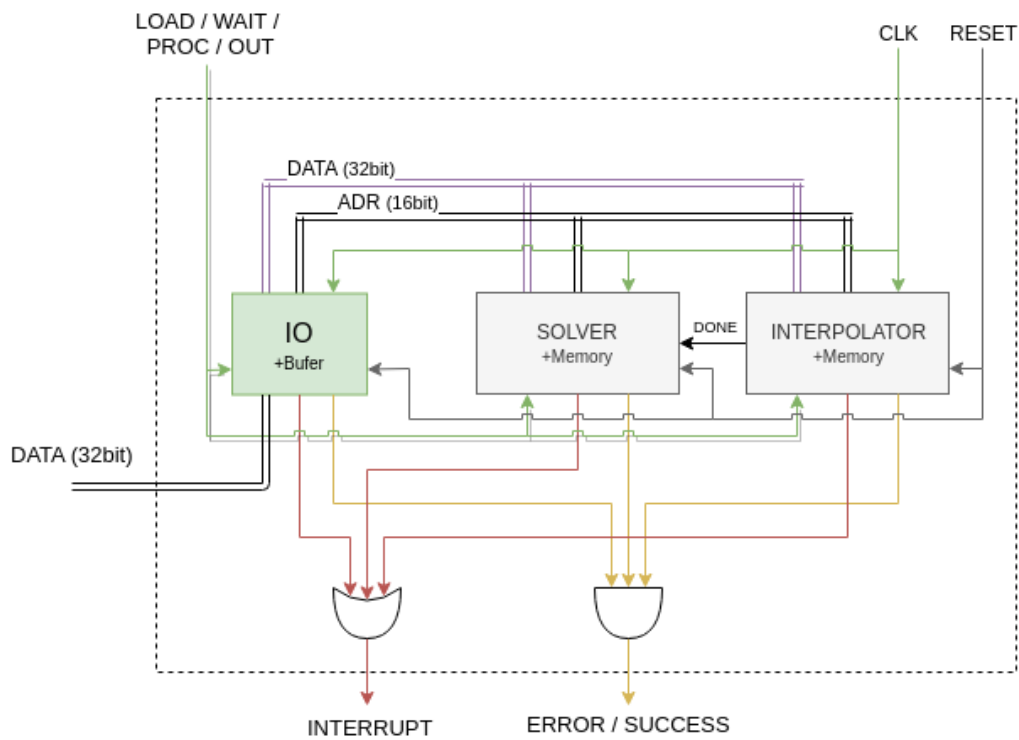 LOAD / WAIT /
PROC / OUT
CLK
RESET
DATA (32bit)
ADR (16bit)
IO
+Bufer
SOLVER
+Memory
DONE
INTERPOLATOR
+Memory
DATA (32bit)
INTERRUPT
ERROR / SUCCESS